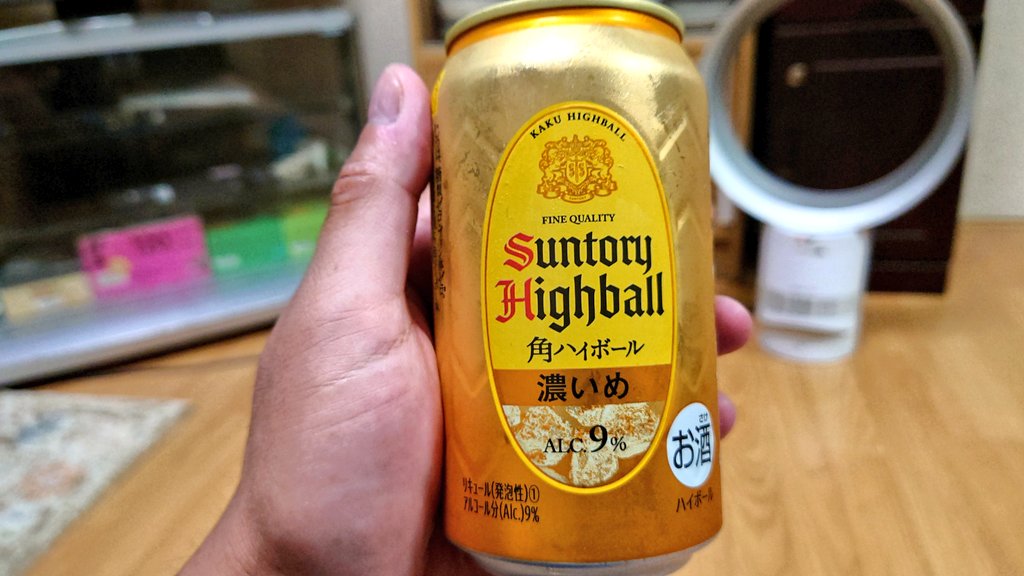 KAKU HIGHBALL
FINE QUALITY
Suntory
Highball
角ハイボール
濃いめ
ALC.9%
リキュール(発泡性)①
アルコール分(Alc.)9%
さけ
お酒
ハイボール